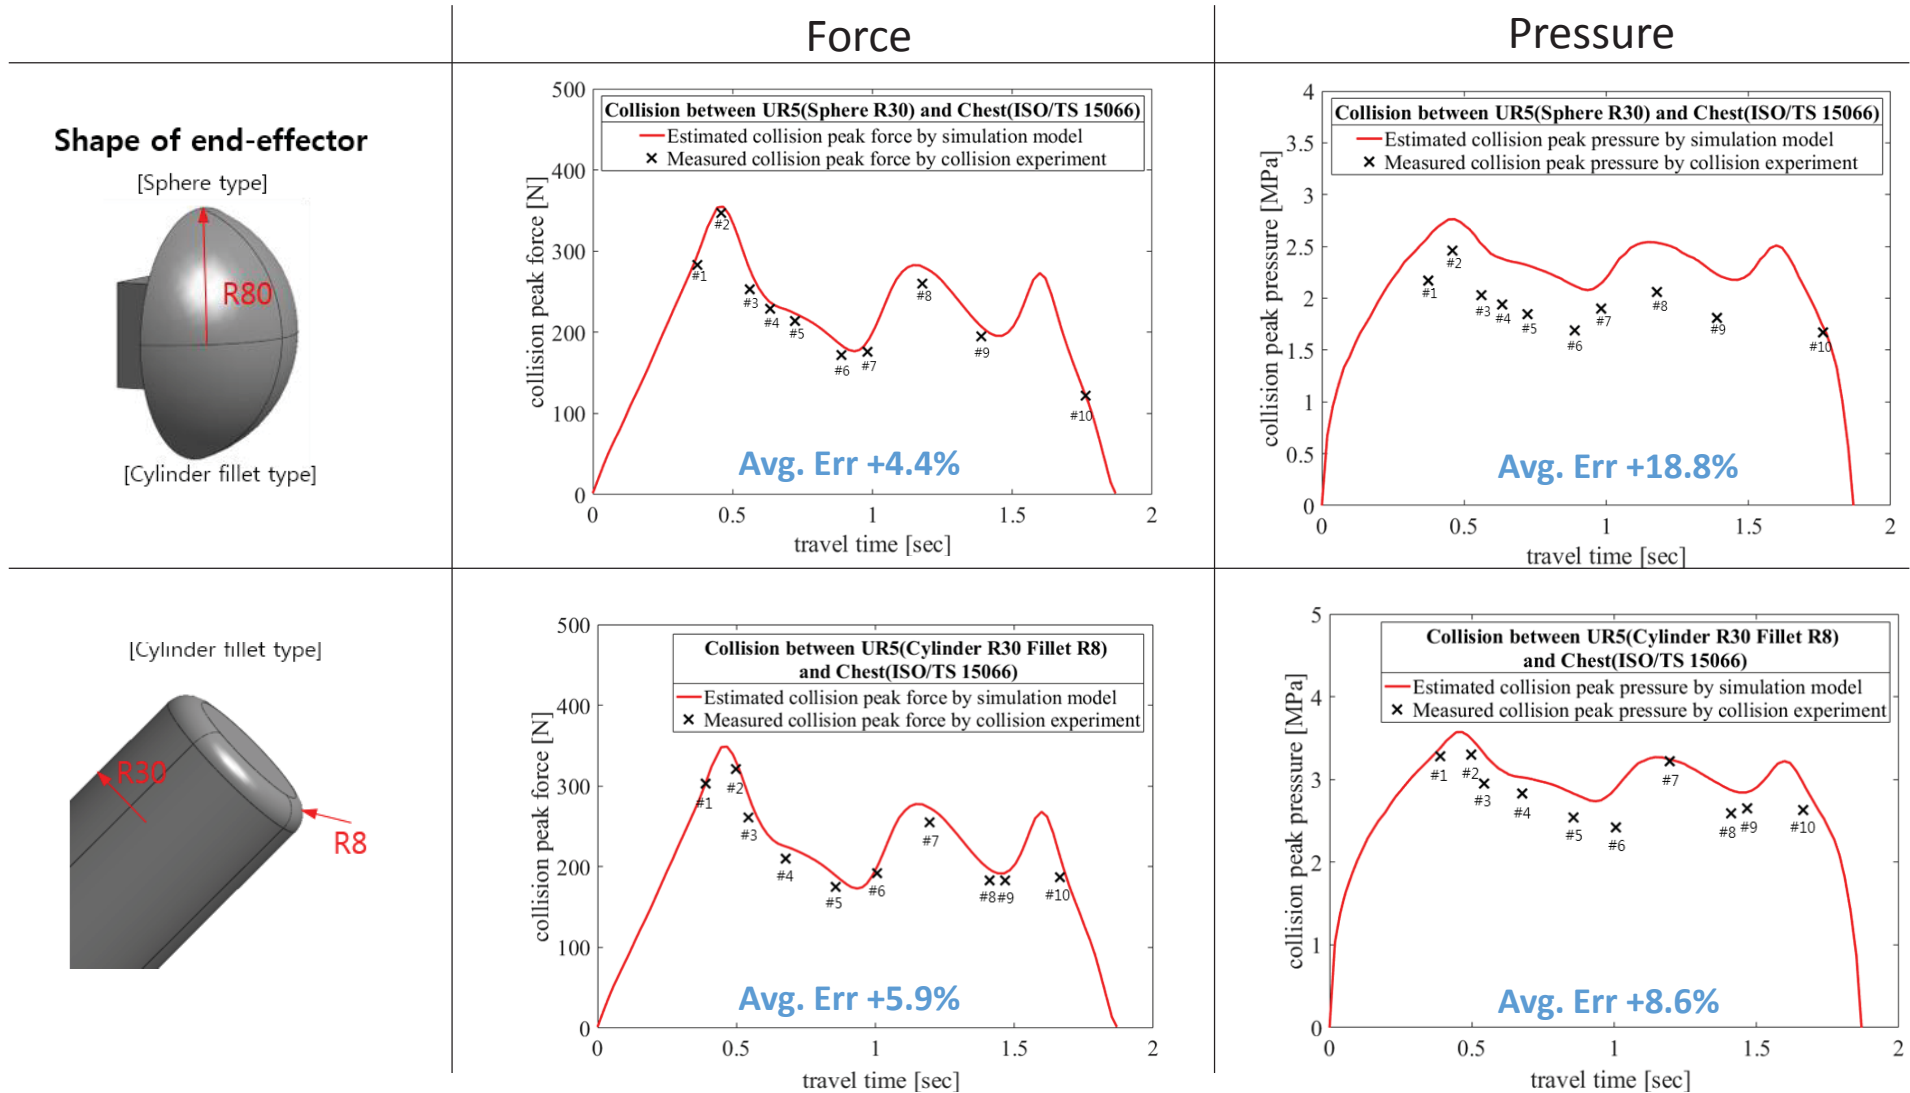 Force
Pressure
Shape of end-effector
[Sphere type]
R80
[Cylinder fillet type]
500
400
300
200
100
0
collision peak force [N]
Collision between UR5(Sphere R30) and Chest(ISO/TS 15066)
Estimated collision peak force by simulation model
Measured collision peak force by collision experiment
#1
#2
#3
#4
#5
#6
#7
#8
#9
#10
Avg. Err +4.4%
0
0.5
1
1.5
2
travel time [sec]
4
3.5
3
2.5
2
1.5
1
0.5
0
collision peak pressure [MPa]
Collision between UR5(Sphere R30) and Chest(ISO/TS 15066)
Estimated collision peak pressure by simulation model
Measured collision peak pressure by collision experiment
#1
#2
#3
#4
#5
#6
#7
#8
#9
#10
Avg. Err +18.8%
0
0.5
1
1.5
2
travel time [sec]
[Cylinder fillet type]
R30
R8
500
400
300
200
100
0
collision peak force [N]
Collision between UR5(Cylinder R30 Fillet R8)
and Chest(ISO/TS 15066)
Estimated collision peak force by simulation model
Measured collision peak force by collision experiment
#1
#2
#3
#4
#5
#6
#7
#8
#9
#10
Avg. Err +5.9%
0
0.5
1
1.5
2
travel time [sec]
5
4
3
2
1
0
collision peak pressure [MPa]
Collision between UR5(Cylinder R30 Fillet R8)
and Chest(ISO/TS 15066)
Estimated collision peak pressure by simulation model
Measured collision peak pressure by collision experiment
#1
#2
#3
#4
#5
#6
#7
#8
#9
#10
Avg. Err +8.6%
0
0.5
1
1.5
2
travel time [sec]